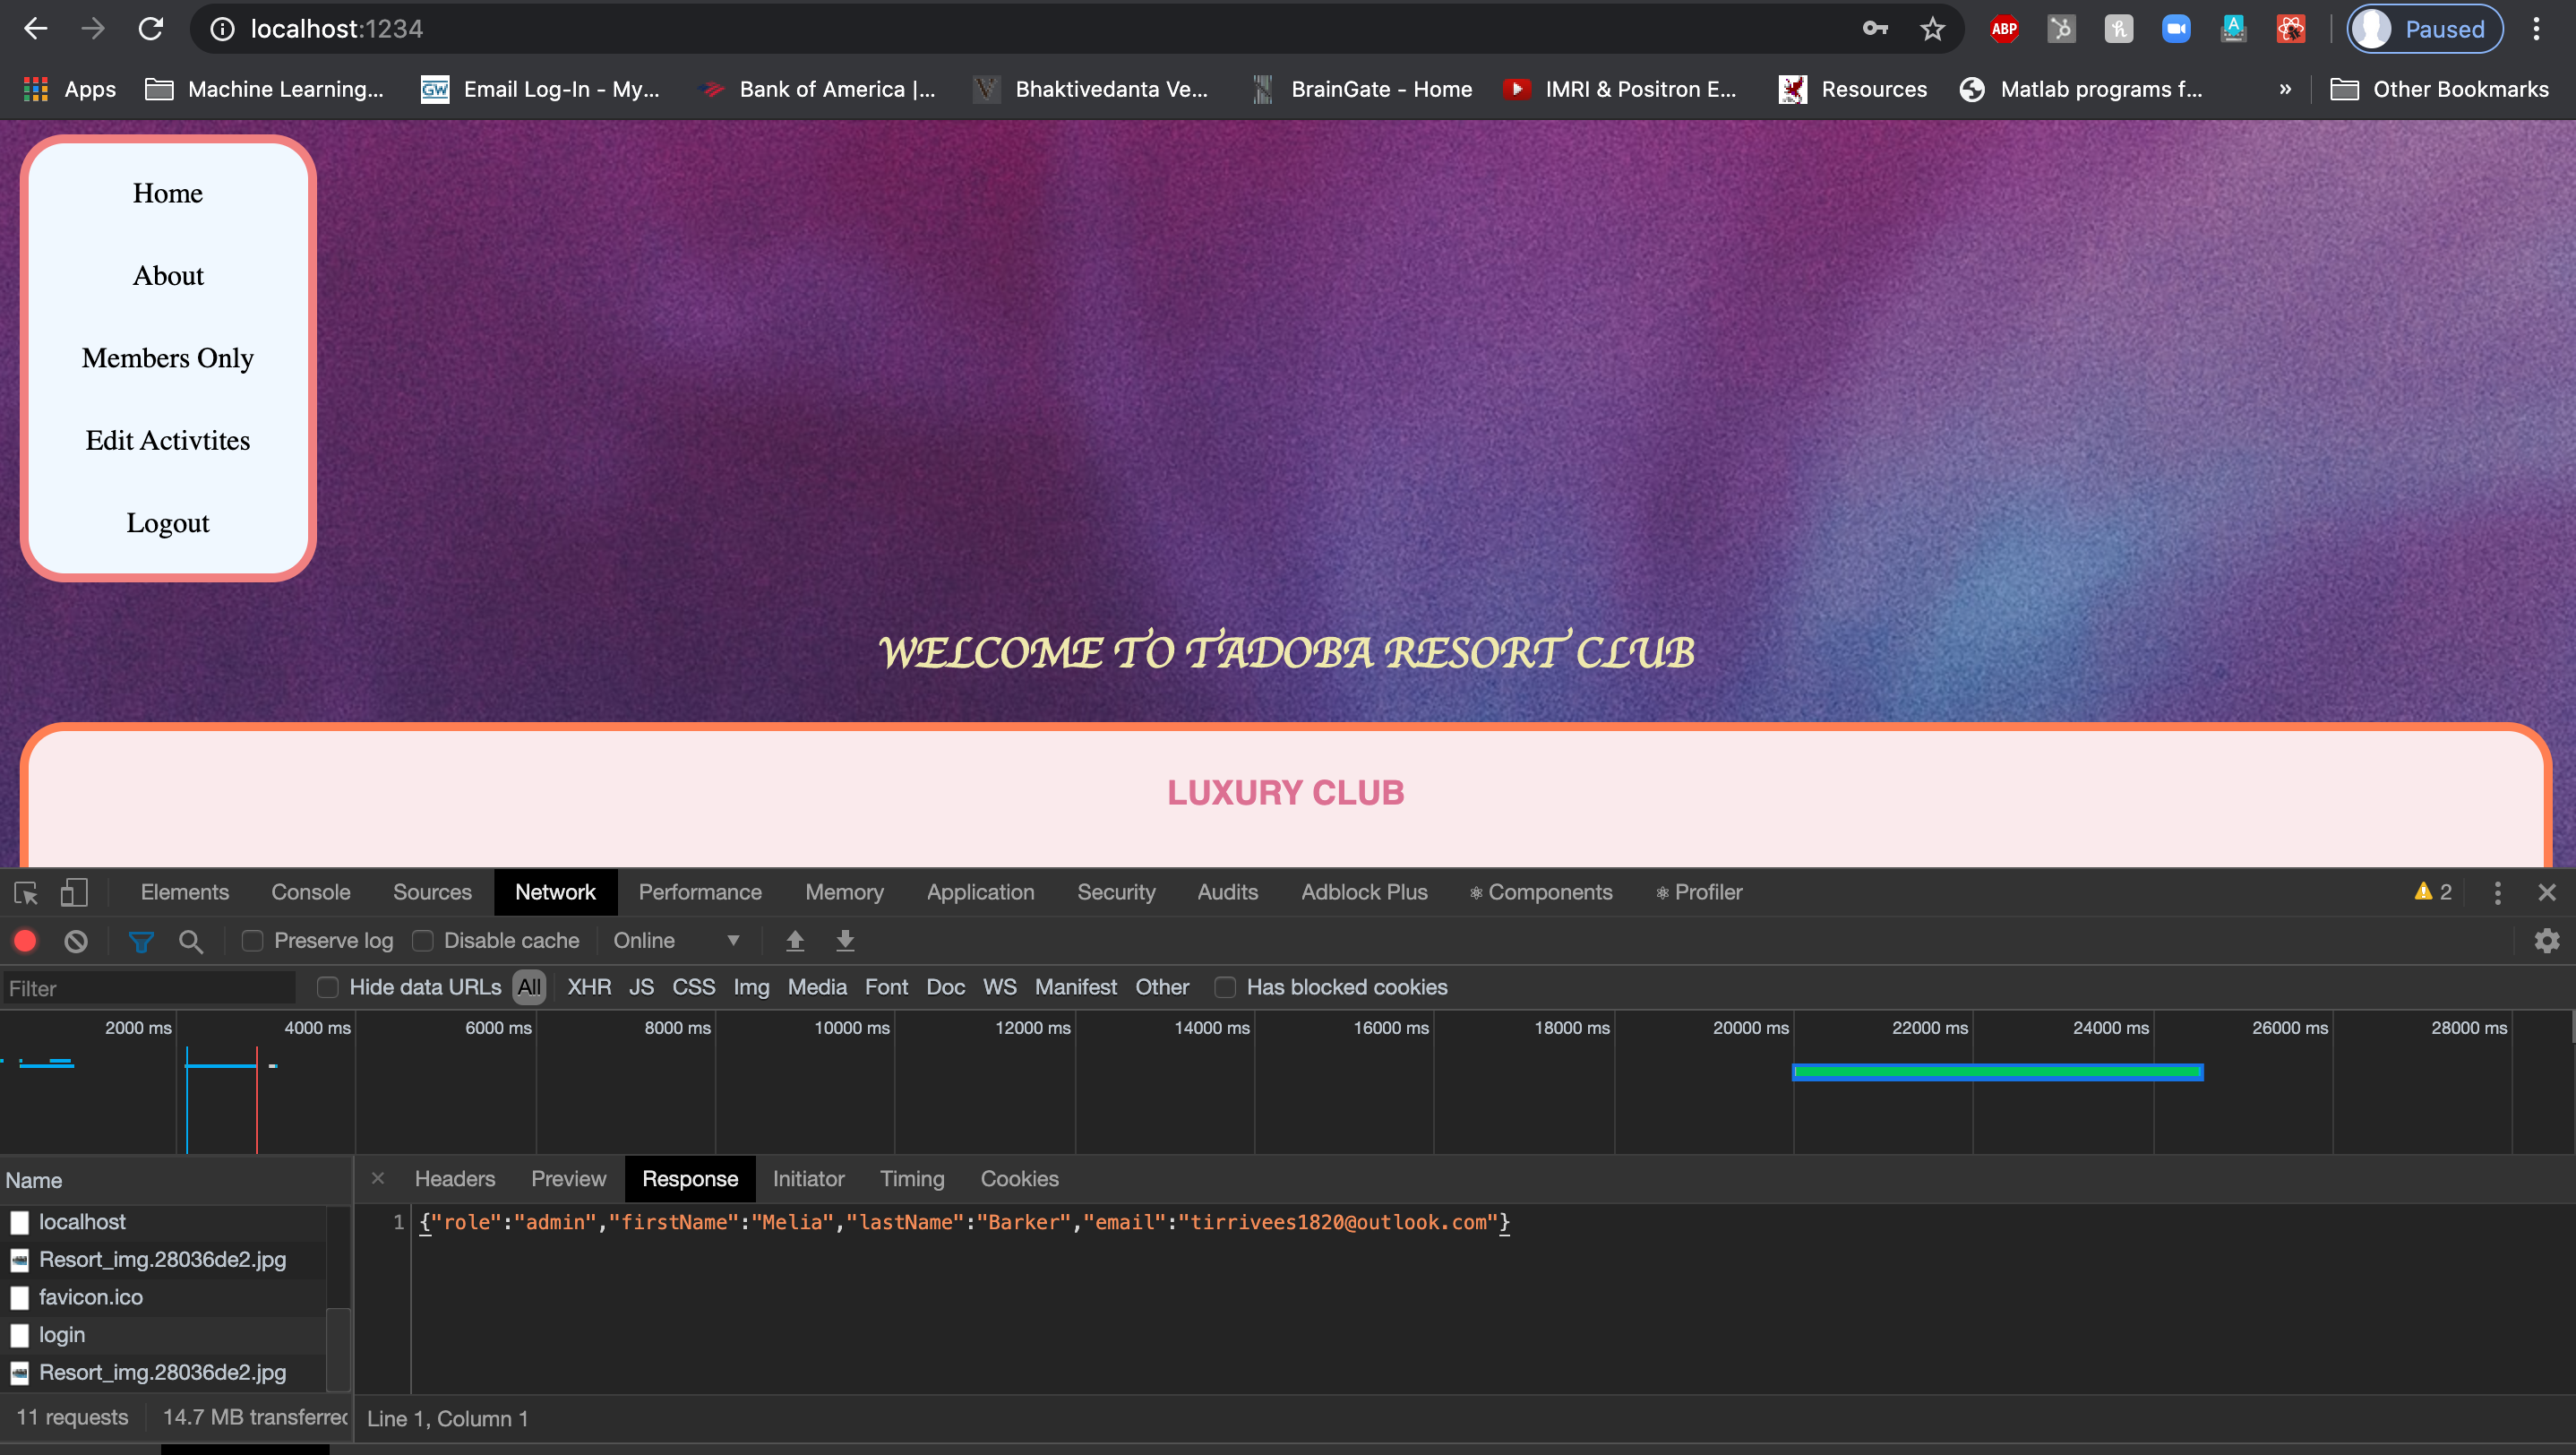 localhost:1234
ABP
Paused
Apps
Machine Learning...
GW
Email Log-In - My...
Bank of America |...
Bhaktivedanta Ve...
BrainGate - Home
IMRI & Positron E...
Resources
Matlab programs f...
»
Other Bookmarks
Home
About
Members Only
Edit Activtites
Logout
WELCOME TO TADOBA RESORT CLUB
LUXURY CLUB
Elements Console Sources Network Performance Memory Application Security Audits Adblock Plus ⚛ Components ⚛ Profiler 2
Preserve log Disable cache Online
Filter Hide data URLs All XHR JS CSS Img Media Font Doc WS Manifest Other Has blocked cookies
2000 ms 4000 ms 6000 ms 8000 ms 10000 ms 12000 ms 14000 ms 16000 ms 18000 ms 20000 ms 22000 ms 24000 ms 26000 ms 28000 ms
Name
localhost
Resort_img.28036de2.jpg
favicon.ico
login
Resort_img.28036de2.jpg
11 requests 14.7 MB transferred
Headers Preview Response Initiator Timing Cookies
1 {"role":"admin","firstName":"Melia","lastName":"Barker","email":"tirrivees1820@outlook.com"}
Line 1, Column 1